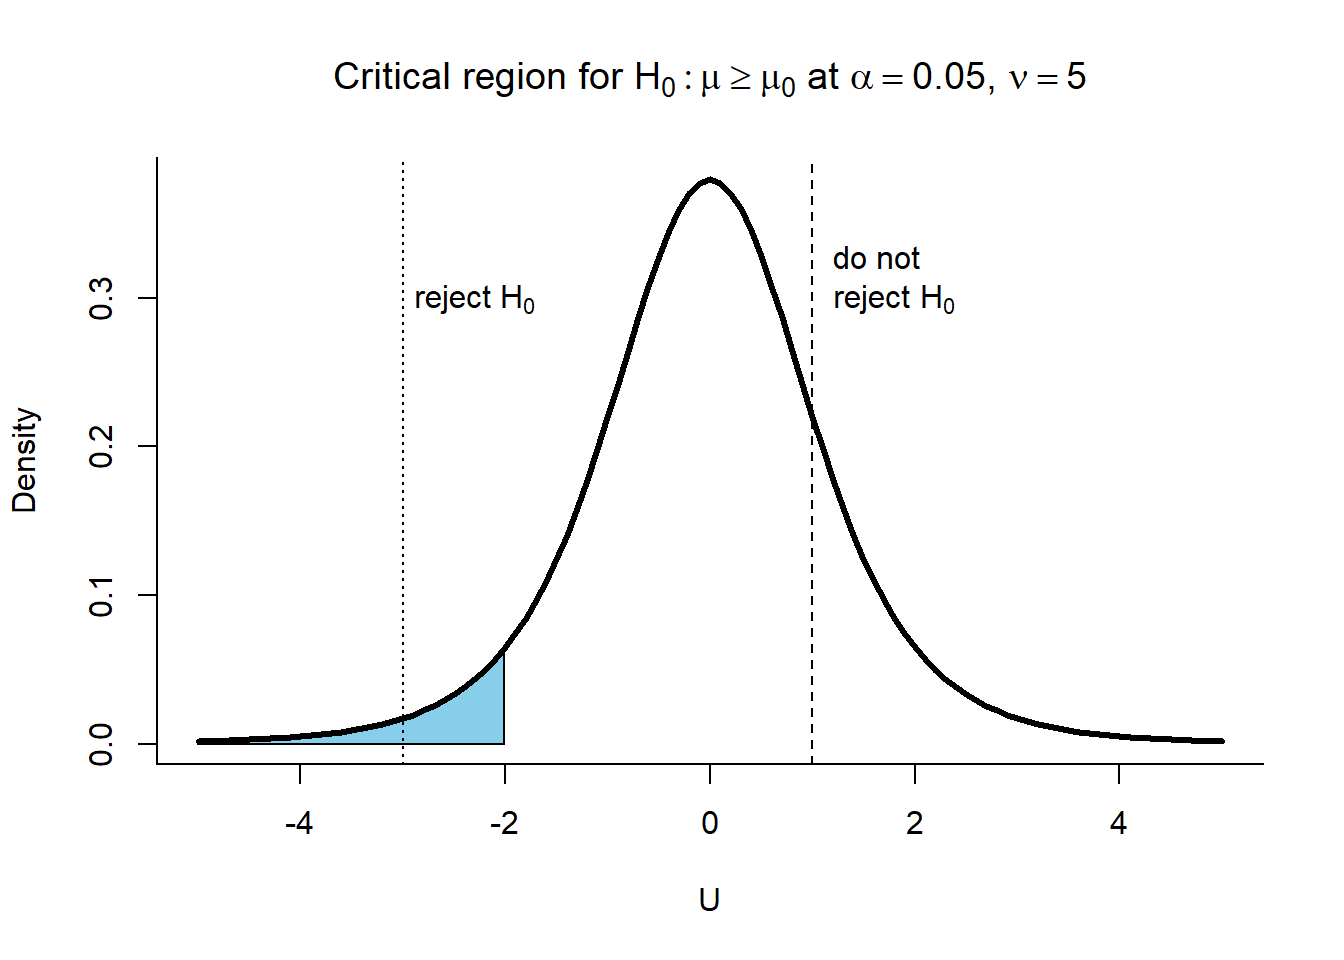 Critical region for H₀ : μ ≥ μ₀ at α = 0.05, ν = 5
do not
reject H₀
reject H₀
Density
0.0
0.1
0.2
0.3
-4
-2
0
2
4
U